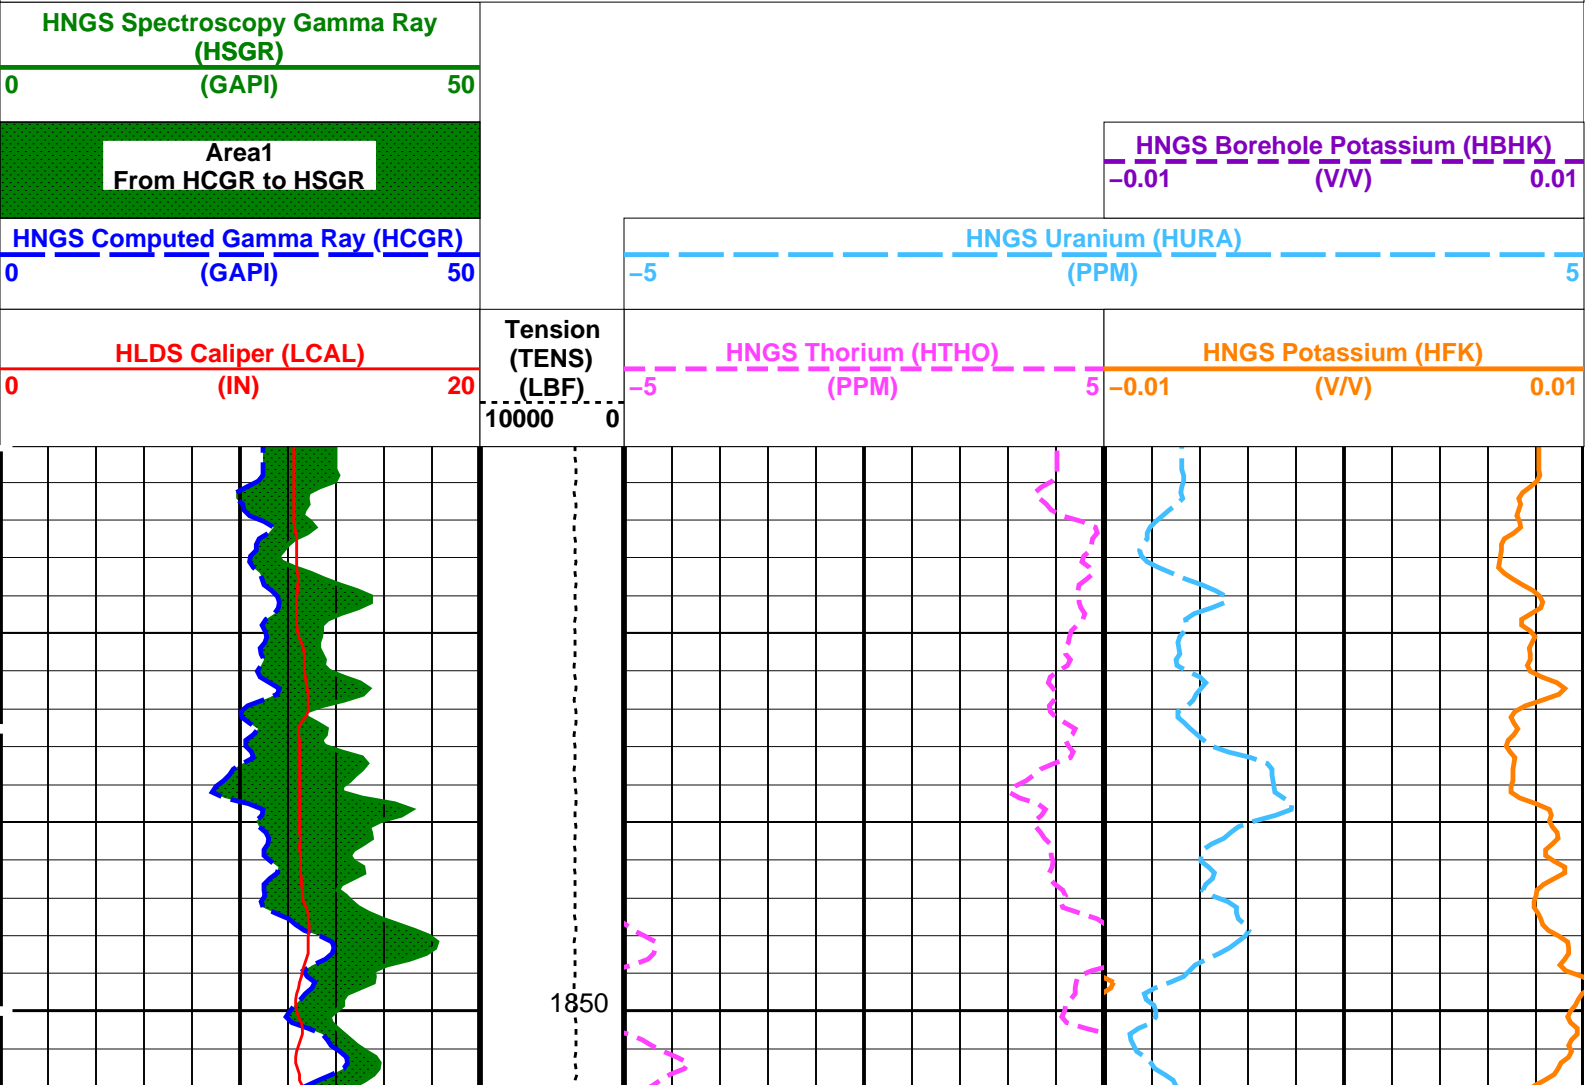 HNGS Spectroscopy Gamma Ray
(HSGR)
0 (GAPI) 50
Area1
From HCGR to HSGR
HNGS Borehole Potassium (HBHK)
−0.01 (V/V) 0.01
HNGS Computed Gamma Ray (HCGR)
0 (GAPI) 50
HNGS Uranium (HURA)
−5 (PPM) 5
HLDS Caliper (LCAL)
0 (IN) 20
Tension
(TENS)
(LBF)
10000 0
HNGS Thorium (HTHO)
−5 (PPM) 5
HNGS Potassium (HFK)
−0.01 (V/V) 0.01
1850